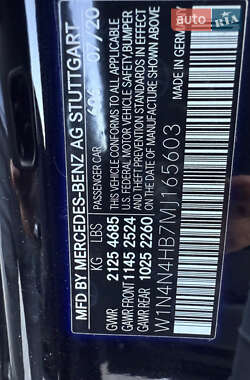 auto RIA
MERCEDES-BENZ AG STUTTGART
PASSENGER CAR 606 07/20
KG LBS
GVWR 2125 4685
GAWR FRONT 1145 2524
GAWR REAR 1025 2260
THIS VEHICLE CONFORMS TO ALL APPLICABLE
U.S. FEDERAL MOTOR VEHICLE SAFETY, BUMPER
AND THEFT PREVENTION STANDARDS IN EFFECT
ON THE DATE OF MANUFACTURE SHOWN ABOVE.
W1N4N4HB7MJ165603
MADE IN GERMANY